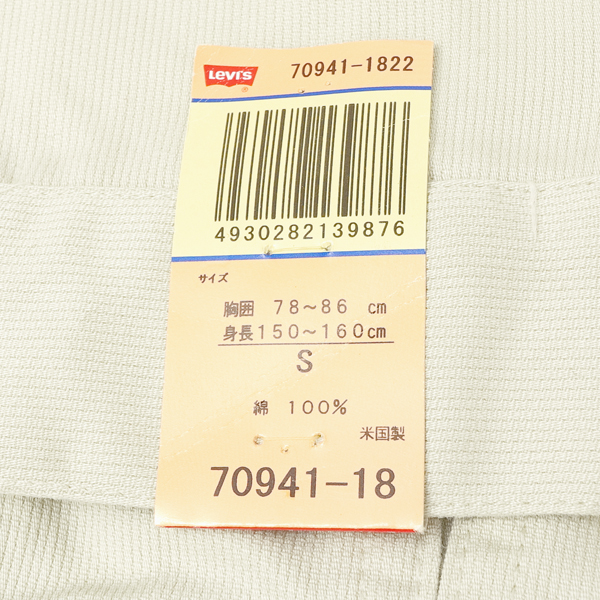 Levi's 70941-1822
®
4930282139876
サイズ
胸囲 78～86 cm
身長150～160cm
S
綿 100%
米国製
70941-18